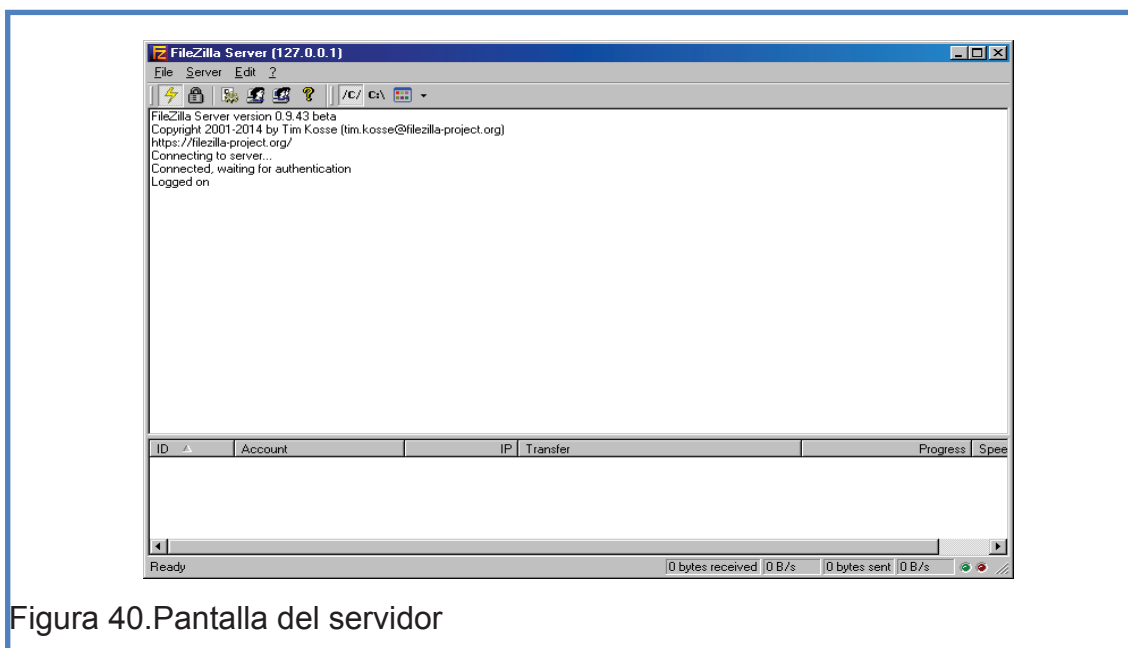 FileZilla Server (127.0.0.1)
File Server Edit ?
/C/ C:\
FileZilla Server version 0.9.43 beta
Copyright 2001-2014 by Tim Kosse (tim.kosse@filezilla-project.org)
https://filezilla-project.org/
Connecting to server...
Connected, waiting for authentication
Logged on
ID Account IP Transfer Progress Spee
Ready 0 bytes received 0 B/s 0 bytes sent 0 B/s
Figura 40.Pantalla del servidor